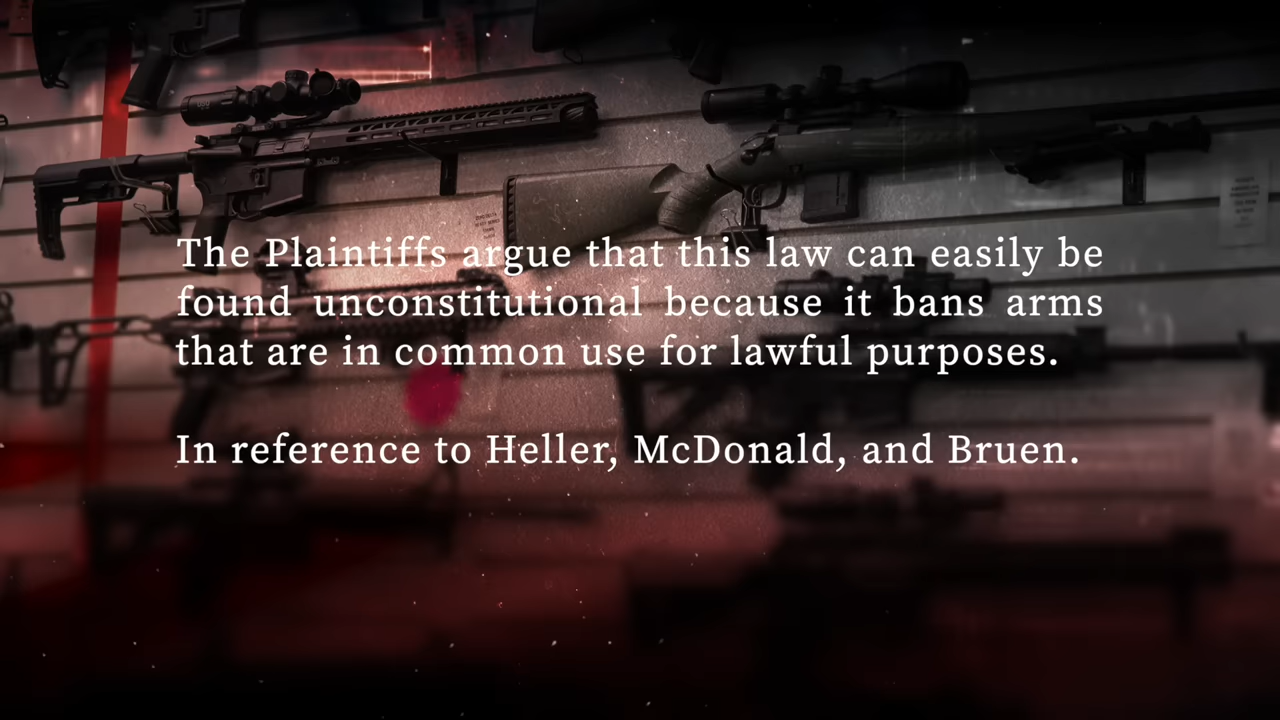 The Plaintiffs argue that this law can easily be
found unconstitutional because it bans arms
that are in common use for lawful purposes.
In reference to Heller, McDonald, and Bruen.